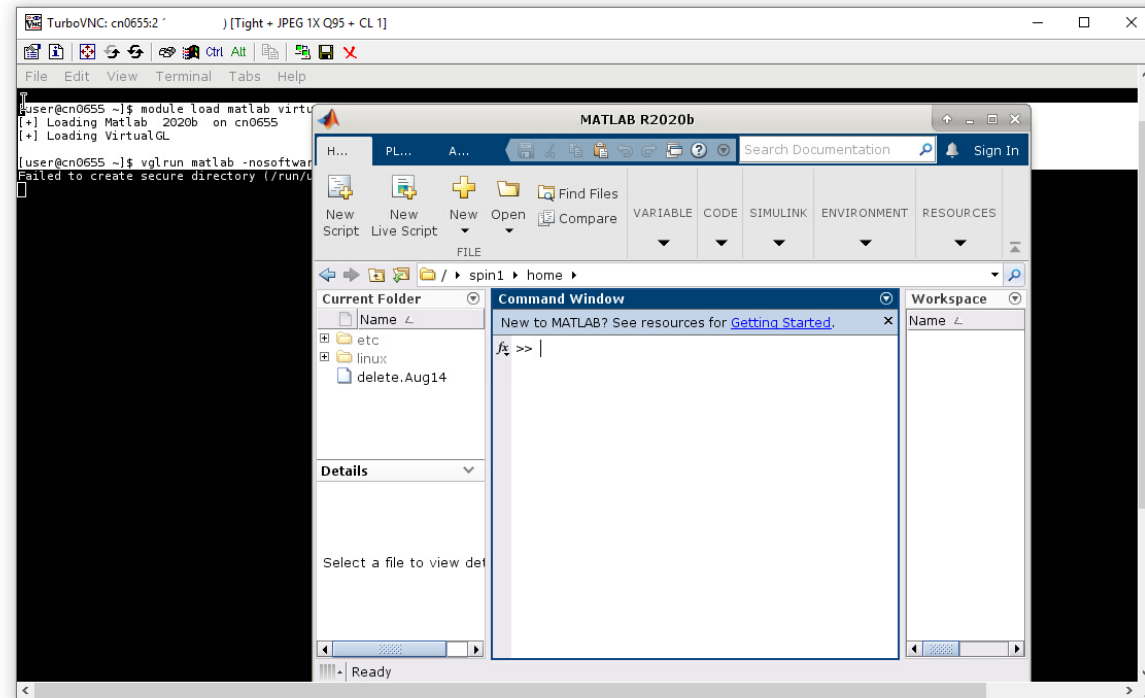 TurboVNC: cn0655:2 ) [Tight + JPEG 1X Q95 + CL 1]
Ctrl Alt
File Edit View Terminal Tabs Help
[user@cn0655 ~]$ module load matlab virtu
[+] Loading Matlab 2020b on cn0655
[+] Loading VirtualGL
[user@cn0655 ~]$ vglrun matlab -nosoftwar
Failed to create secure directory (/run/u
MATLAB R2020b
H... PL... A... Search Documentation Sign In
New Script
New Live Script
New
Open
Find Files
Compare
FILE
VARIABLE CODE SIMULINK ENVIRONMENT RESOURCES
/ spin1 home
Current Folder
Name
etc
linux
delete.Aug14
Details
Select a file to view det
Command Window
New to MATLAB? See resources for Getting Started.
fx >>
Workspace
Name
Ready